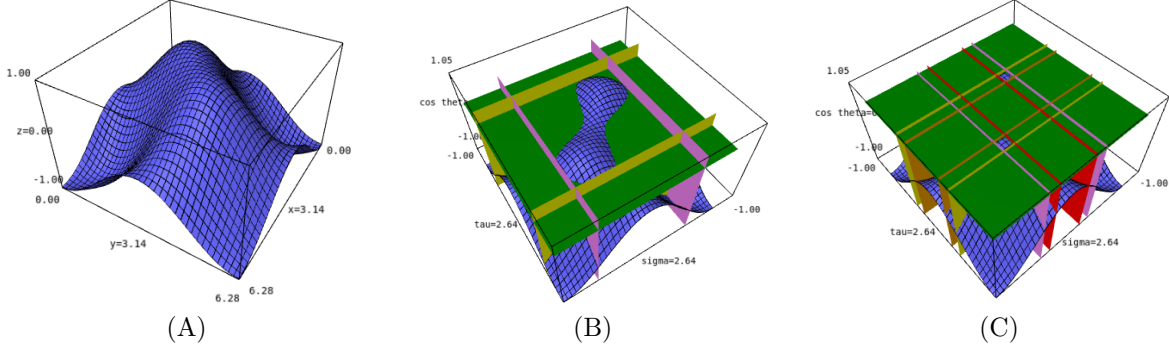 1.00
z=0.00
-1.00
0.00
y=3.14
6.28
6.28
x=3.14
0.00
(A)
1.05
cos theta
-1.00
-1.00
tau=2.64
sigma=2.64
-1.00
(B)
1.05
cos theta=
-1.00
-1.00
tau=2.64
sigma=2.64
-1.00
(C)